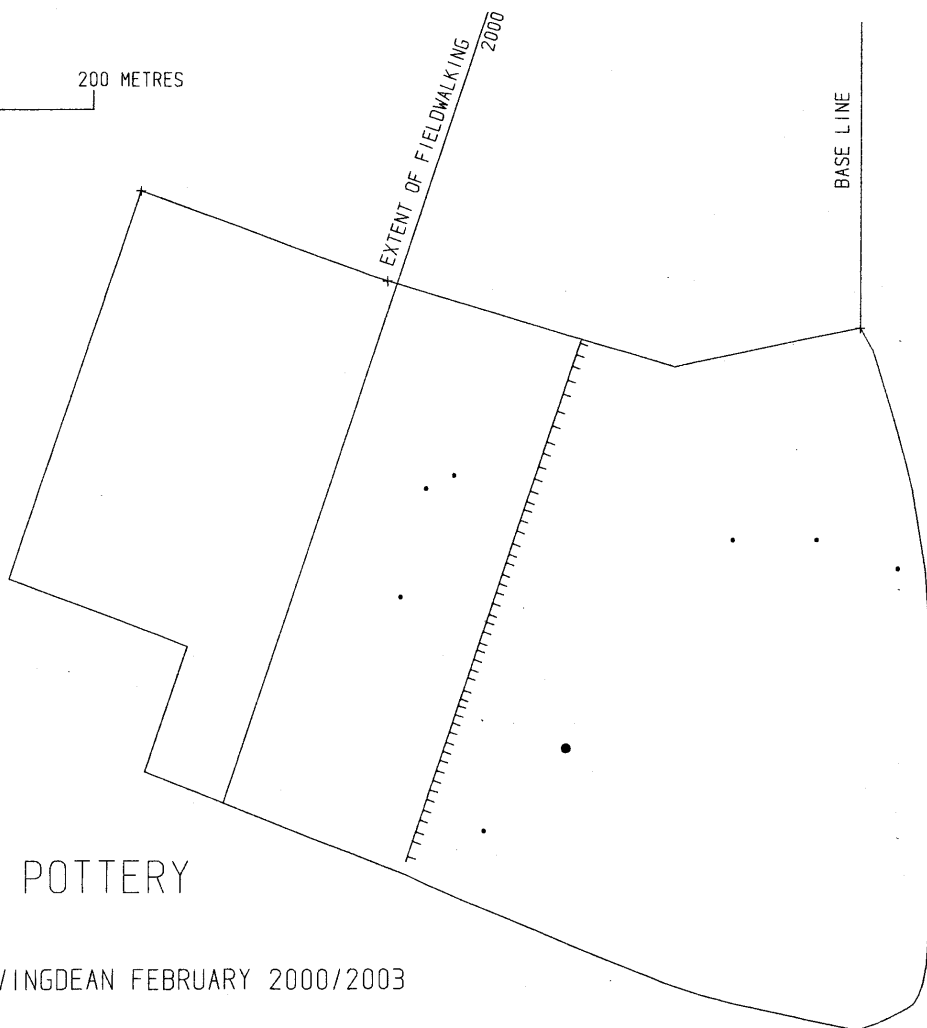 200 METRES
EXTENT OF FIELDWALKING
2000
BASE LINE
POTTERY
INGDEAN FEBRUARY 2000/2003